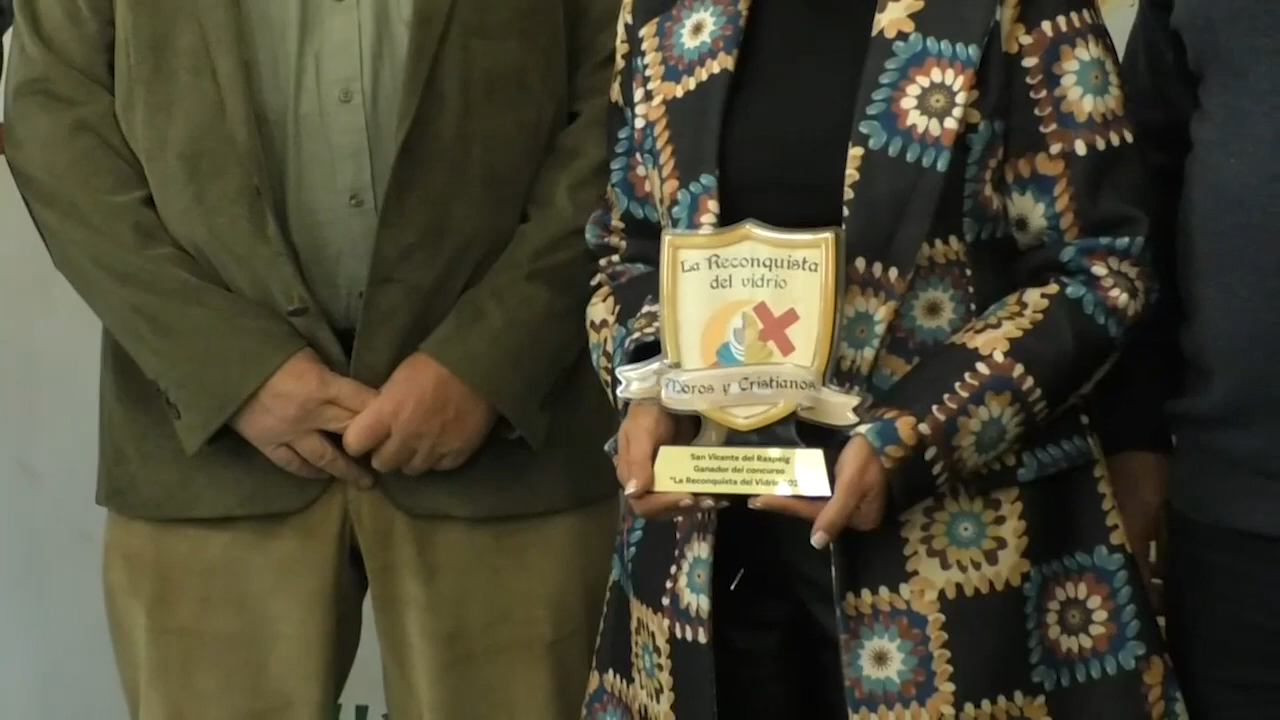 La Reconquista
del vidrio
Moros y Cristianos
San Vicente del Raspeig
Ganador del concurso
"La Reconquista del Vidrio